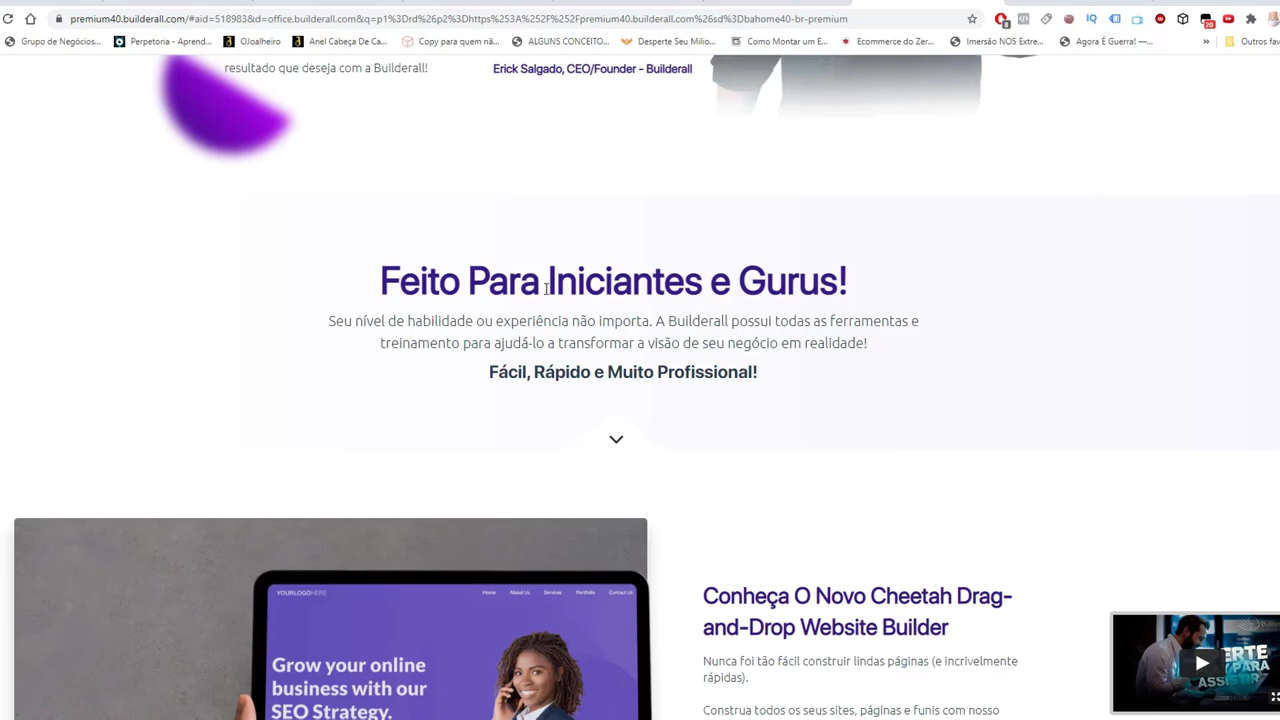 premium40.builderall.com/#aid=518983&d=office.builderall.com&q=p1%3Drd%26p2%3Dhttps%253A%252F%252Fpremium40.builderall.com%26sd%3Dbahome40-br-premium
8
IQ
20
Grupo de Negócios...
Perpetoria - Aprend...
OJoalheiro
Anel Cabeça De Ca...
Copy para quem nã...
ALGUNS CONCEITO...
Desperte Seu Milio...
Como Montar um E...
Ecommerce do Zer...
Imersão NOS Extre...
Agora É Guerra! —...
»
Outros fav
resultado que deseja com a Builderall!
Erick Salgado, CEO/Founder - Builderall
Feito Para Iniciantes e Gurus!
Seu nível de habilidade ou experiência não importa. A Builderall possui todas as ferramentas e
treinamento para ajudá-lo a transformar a visão de seu negócio em realidade!
Fácil, Rápido e Muito Profissional!
YOURLOGOHERE
Home
About Us
Services
Portfolio
Contact Us
Grow your online
business with our
SEO Strategy.
Conheça O Novo Cheetah Drag-
and-Drop Website Builder
Nunca foi tão fácil construir lindas páginas (e incrivelmente
rápidas).
Construa todos os seus sites, páginas e funis com nosso
PARA